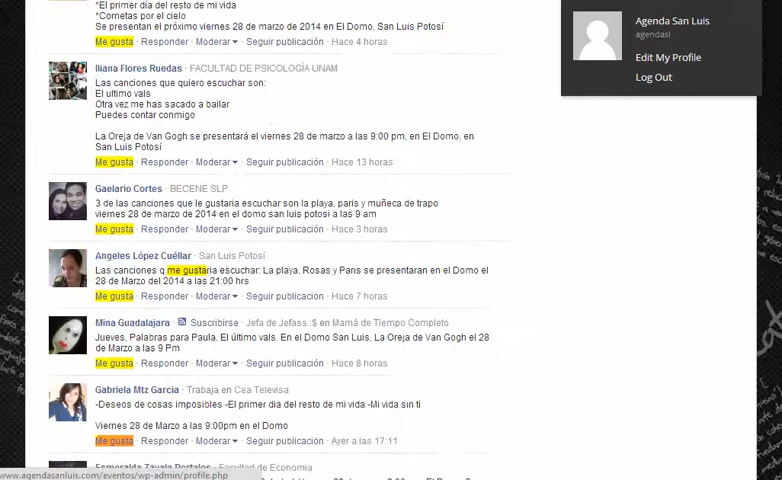 *El primer día del resto de mi vida
*Cornetas por el cielo
Se presentan el próximo viernes 28 de marzo de 2014 en El Domo, San Luis Potosí
Me gusta · Responder · Moderar · Seguir publicación · Hace 4 horas
Iliana Flores Ruedas · FACULTAD DE PSICOLOGÍA UNAM
Las canciones que quiero escuchar son:
El ultimo vals
Otra vez me has sacado a bailar
Puedes contar conmigo
La Oreja de Van Gogh se presentará el viernes 28 de marzo a las 9:00 pm, en El Domo, en
San Luis Potosí
Me gusta · Responder · Moderar · Seguir publicación · Hace 13 horas
Gaelario Cortes · BECENE SLP
3 de las canciones que le gustaria escuchar son la playa, paris y muñeca de trapo
viernes 28 de marzo de 2014 en el domo san luis potosi a las 9 am
Me gusta · Responder · Moderar · Seguir publicación · Hace 3 horas
Angeles López Cuéllar · San Luis Potosí
Las canciones q me gustaria escuchar: La playa, Rosas y Paris se presentaran en el Domo el
28 de Marzo del 2014 a las 21:00 hrs
Me gusta · Responder · Moderar · Seguir publicación · Hace 7 horas
Mina Guadalajara · Suscribirse · Jefa de Jefass :$ en Mamá de Tiempo Completo
Jueves, Palabras para Paula, El último vals. En el Domo San Luis, La Oreja de Van Gogh el 28
de Marzo a las 9 Pm
Me gusta · Responder · Moderar · Seguir publicación · Hace 8 horas
Gabriela Mtz Garcia · Trabaja en Cea Televisa
-Deseos de cosas imposibles -El primer dia del resto de mi vida -Mi vida sin ti
Viernes 28 de Marzo a las 9:00pm en el Domo
Me gusta · Responder · Moderar · Seguir publicación · Ayer a las 17:11
Esmeralda Zavala Portales · Facultad de Economia
www.agendasanluis.com/eventos/wp-admin/profile.php
Agenda San Luis
agendasl
Edit My Profile
Log Out